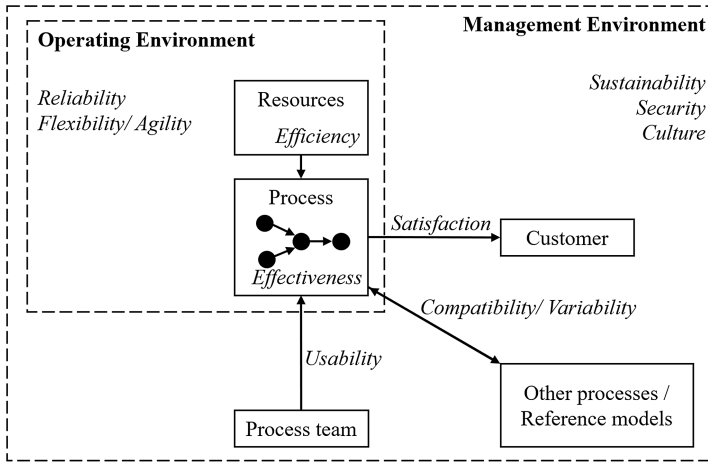 Operating Environment
Management Environment
Reliability
Flexibility/ Agility
Resources
Efficiency
Sustainability
Security
Culture
Process
Effectiveness
Satisfaction
Customer
Compatibility/ Variability
Usability
Process team
Other processes /
Reference models